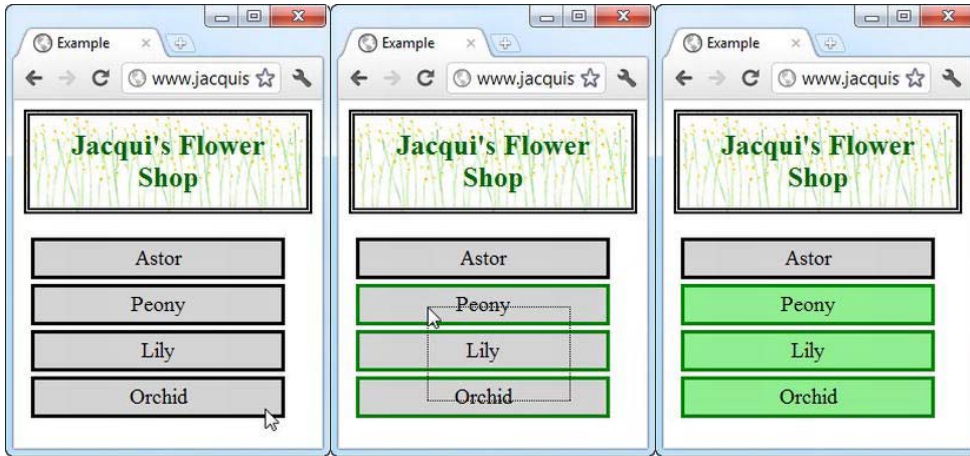 Example
www.jacquis
Jacqui's Flower
Shop
Astor
Peony
Lily
Orchid
Example
www.jacquis
Jacqui's Flower
Shop
Astor
Peony
Lily
Orchid
Example
www.jacquis
Jacqui's Flower
Shop
Astor
Peony
Lily
Orchid